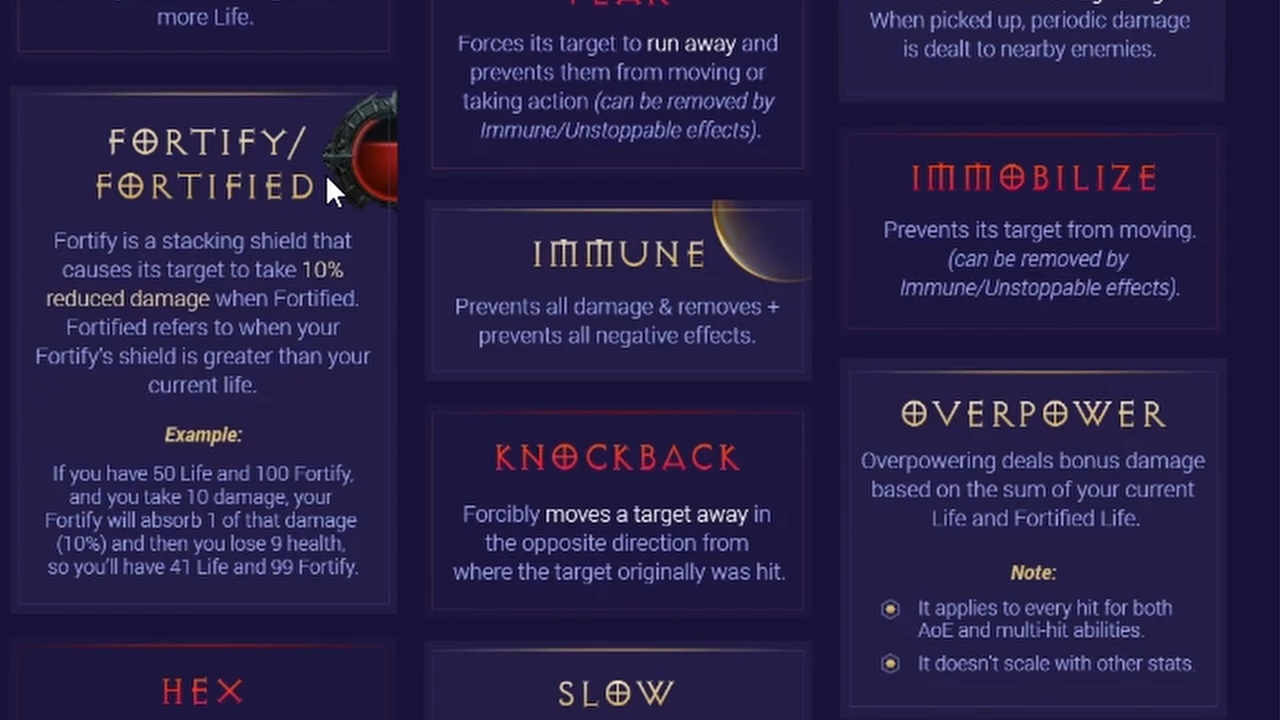 more Life.
FORTIFY/
FORTIFIED
Fortify is a stacking shield that
causes its target to take 10%
reduced damage when Fortified.
Fortified refers to when your
Fortify's shield is greater than your
current life.
Example:
If you have 50 Life and 100 Fortify,
and you take 10 damage, your
Fortify will absorb 1 of that damage
(10%) and then you lose 9 health,
so you'll have 41 Life and 99 Fortify.
HEX
FEAR
Forces its target to run away and
prevents them from moving or
taking action (can be removed by
Immune/Unstoppable effects).
IMMUNE
Prevents all damage & removes +
prevents all negative effects.
KNOCKBACK
Forcibly moves a target away in
the opposite direction from
where the target originally was hit.
SLOW
When picked up, periodic damage
is dealt to nearby enemies.
IMMOBILIZE
Prevents its target from moving.
(can be removed by
Immune/Unstoppable effects).
OVERPOWER
Overpowering deals bonus damage
based on the sum of your current
Life and Fortified Life.
Note:
It applies to every hit for both
AoE and multi-hit abilities.
It doesn't scale with other stats.